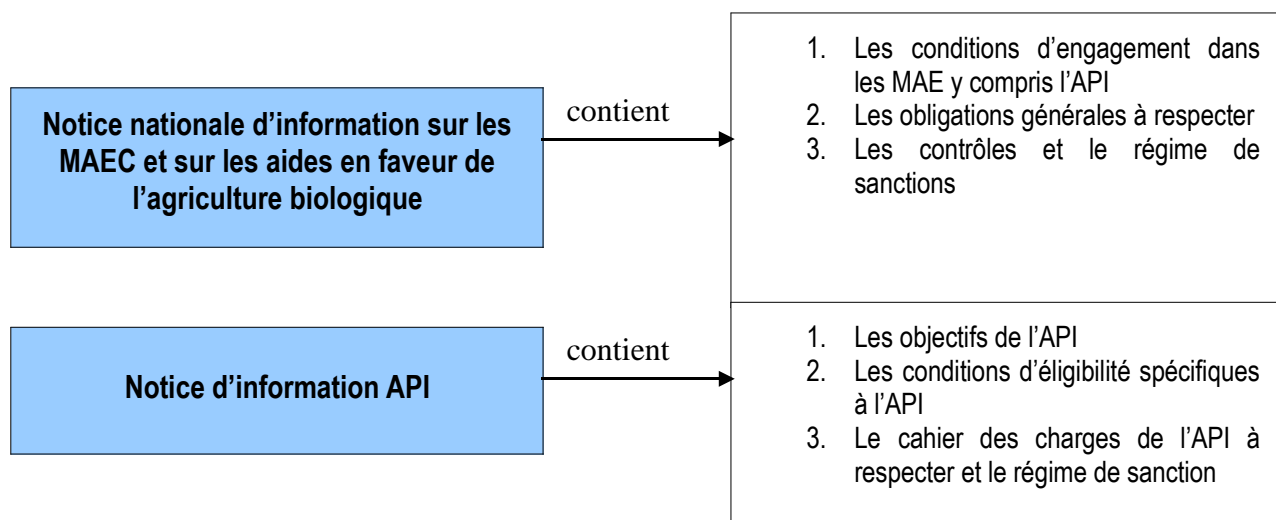 Notice nationale d'information sur les
MAEC et sur les aides en faveur de
l'agriculture biologique
contient
1. Les conditions d'engagement dans
les MAE y compris l'API
2. Les obligations générales à respecter
3. Les contrôles et le régime de
sanctions
Notice d'information API
contient
1. Les objectifs de l'API
2. Les conditions d'éligibilité spécifiques
à l'API
3. Le cahier des charges de l'API à
respecter et le régime de sanction